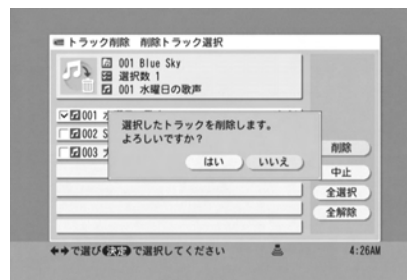 トラック削除 削除トラック選択
001 Blue Sky
選択数 1
001 水曜日の歌声
001
002 S
003
選択したトラックを削除します。
よろしいですか?
はい いいえ
削除
中止
全選択
全解除
で選び 決定 で選択してください 4:26AM